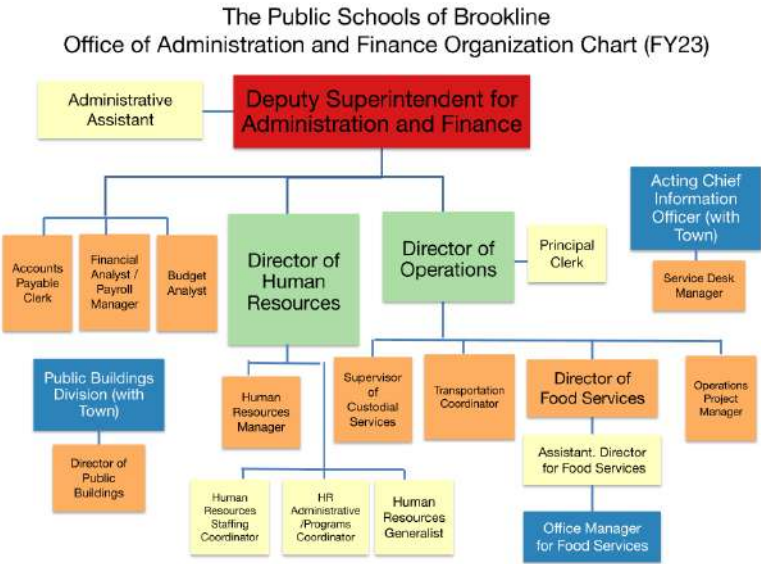 The Public Schools of Brookline
Office of Administration and Finance Organization Chart (FY23)
Administrative
Assistant
Deputy Superintendent for
Administration and Finance
Acting Chief
Information
Officer (with
Town)
Service Desk
Manager
Accounts
Payable
Clerk
Financial
Analyst /
Payroll
Manager
Budget
Analyst
Director of
Human
Resources
Director of
Operations
Principal
Clerk
Public Buildings
Division (with
Town)
Director of
Public
Buildings
Human
Resources
Manager
Supervisor
of
Custodial
Services
Transportation
Coordinator
Director of
Food Services
Operations
Project
Manager
Assistant. Director
for Food Services
Office Manager
for Food Services
Human
Resources
Staffing
Coordinator
HR
Administrative
/Programs
Coordinator
Human
Resources
Generalist